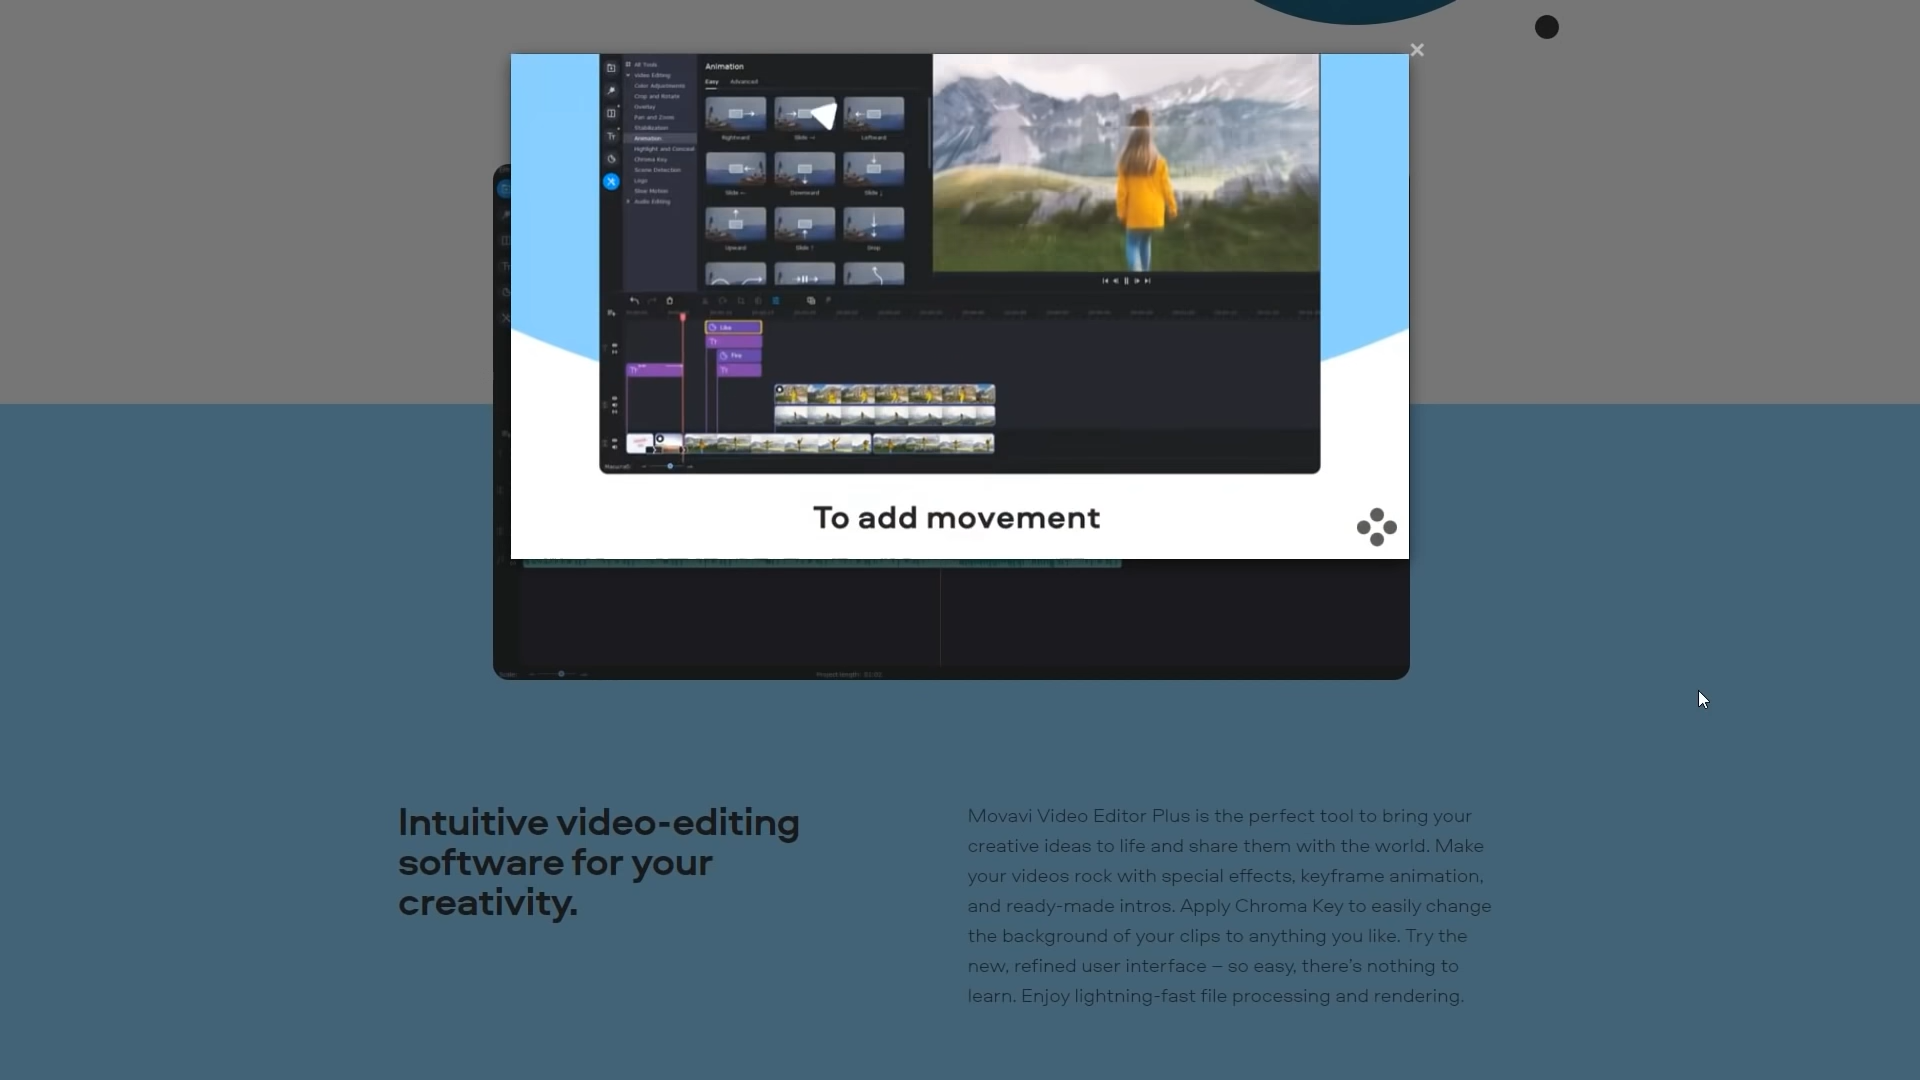 ×
Animation
Easy Advanced
All Tools
Video Editing
Color Adjustments
Crop and Rotate
Overlay
Pan and Zoom
Stabilization
Animation
Highlight and Conceal
Chroma Key
Scene Detection
Logo
Slow Motion
Audio Editing
Rightward Slide → Leftward
Slide ← Downward Slide ↓
Upward Slide ↑ Drop
Like
Fire
To add movement
Project length:
Intuitive video-editing
software for your
creativity.
Movavi Video Editor Plus is the perfect tool to bring your
creative ideas to life and share them with the world. Make
your videos rock with special effects, keyframe animation,
and ready-made intros. Apply Chroma Key to easily change
the background of your clips to anything you like. Try the
new, refined user interface – so easy, there's nothing to
learn. Enjoy lightning-fast file processing and rendering.